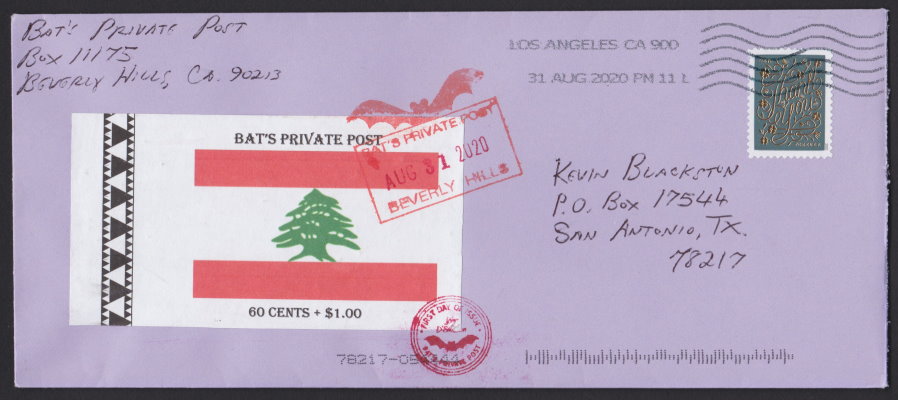 Bat's Private Post
Box 11175
Beverly Hills, CA. 90213
LOS ANGELES CA 900
31 AUG 2020 PM 11 L
Thank you
BAT'S PRIVATE POST
BAT'S PRIVATE POST
AUG 31 2020
BEVERLY HILLS
60 CENTS + $1.00
Kevin Blackston
P.O. Box 17544
San Antonio, TX.
78217
FIRST DAY OF ISSUE
BAT'S PRIVATE POST